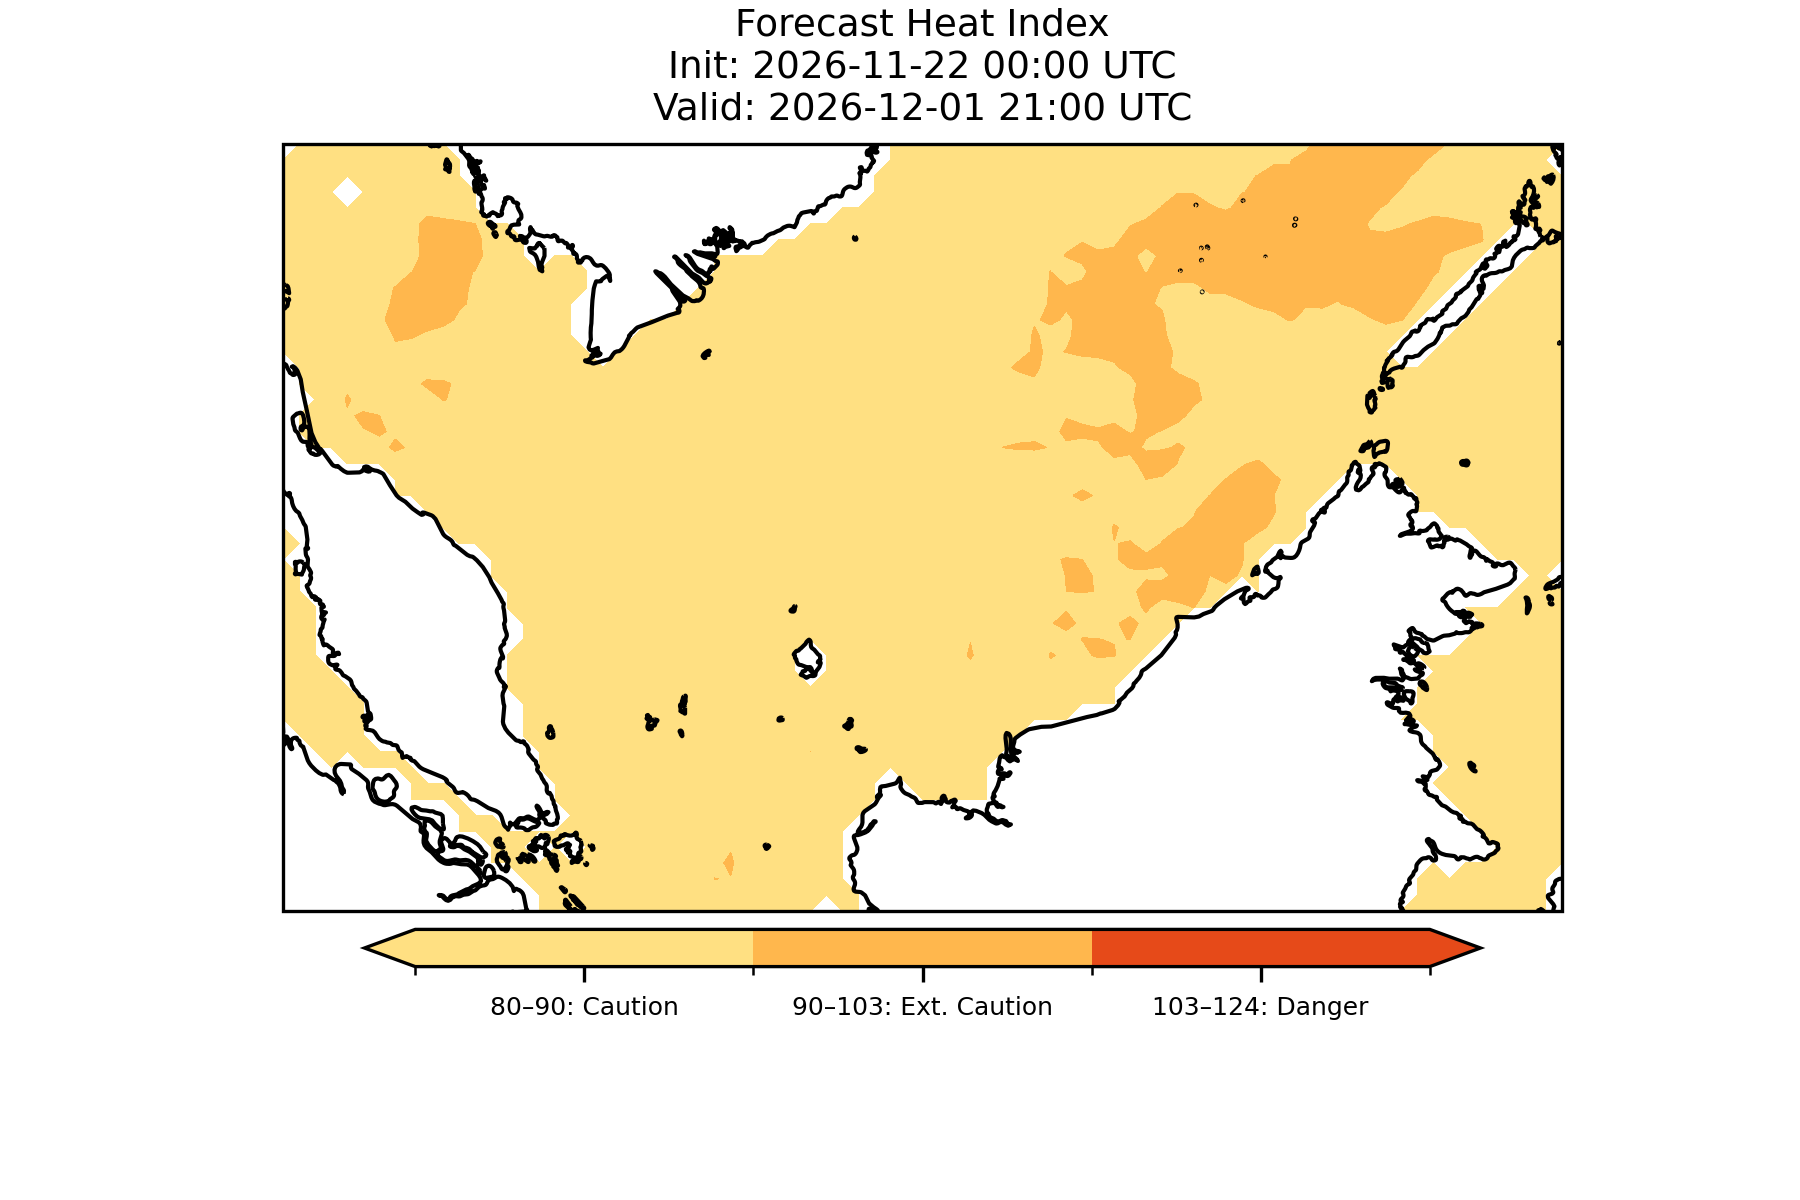 Forecast Heat Index
Init: 2026-11-22 00:00 UTC
Valid: 2026-12-01 21:00 UTC
80–90: Caution
90–103: Ext. Caution
103–124: Danger